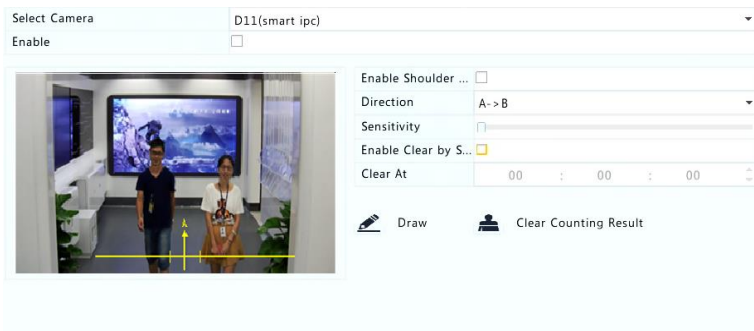 Select Camera D11(smart ipc)
Enable
Enable Shoulder ...
Direction A->B
Sensitivity
Enable Clear by S...
Clear At 00 : 00 : 00
A
Draw Clear Counting Result